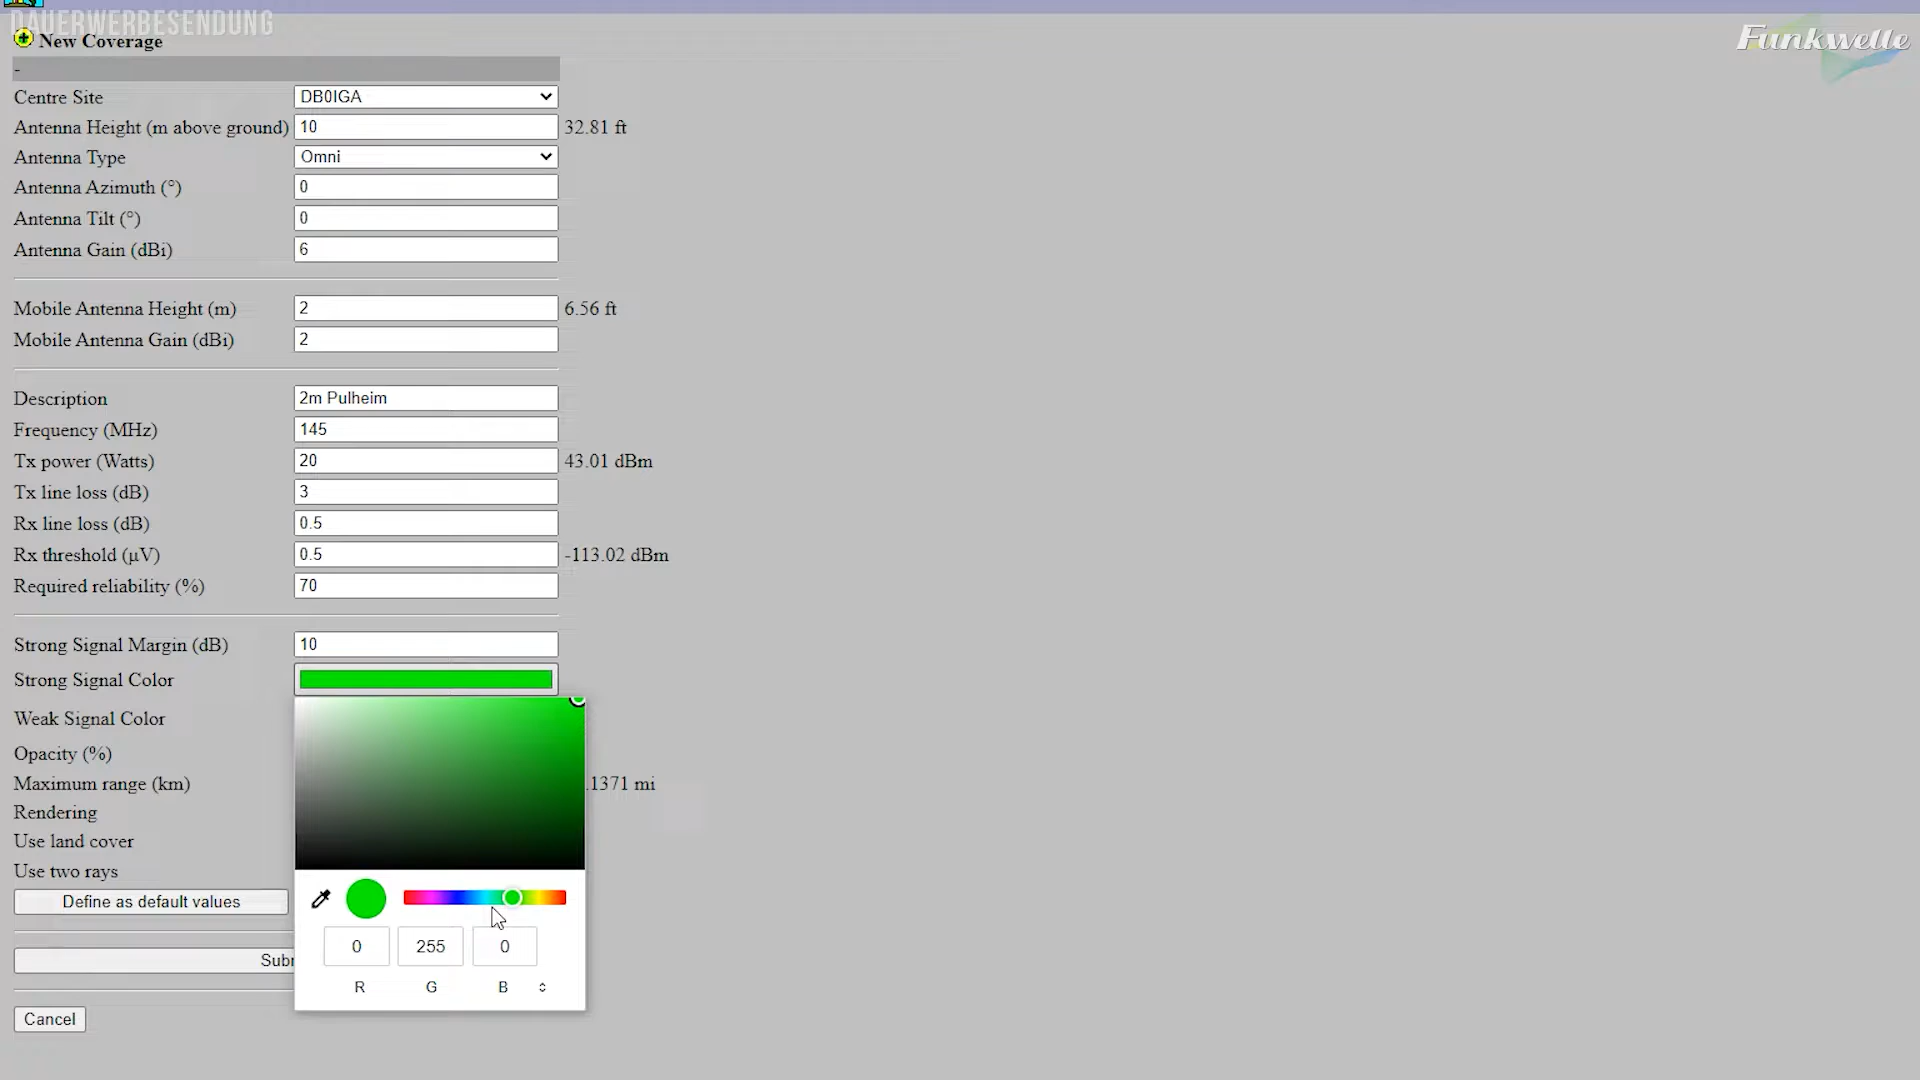 DAUERWERBESENDUNG
New Coverage
Funkwelle
-
Centre Site DB0IGA
Antenna Height (m above ground) 10 32.81 ft
Antenna Type Omni
Antenna Azimuth (°) 0
Antenna Tilt (°) 0
Antenna Gain (dBi) 6
Mobile Antenna Height (m) 2 6.56 ft
Mobile Antenna Gain (dBi) 2
Description 2m Pulheim
Frequency (MHz) 145
Tx power (Watts) 20 43.01 dBm
Tx line loss (dB) 3
Rx line loss (dB) 0.5
Rx threshold (µV) 0.5 -113.02 dBm
Required reliability (%) 70
Strong Signal Margin (dB) 10
Strong Signal Color
Weak Signal Color
Opacity (%)
Maximum range (km) .1371 mi
Rendering
Use land cover
Use two rays
Define as default values
0 255 0
Subr
R G B
Cancel